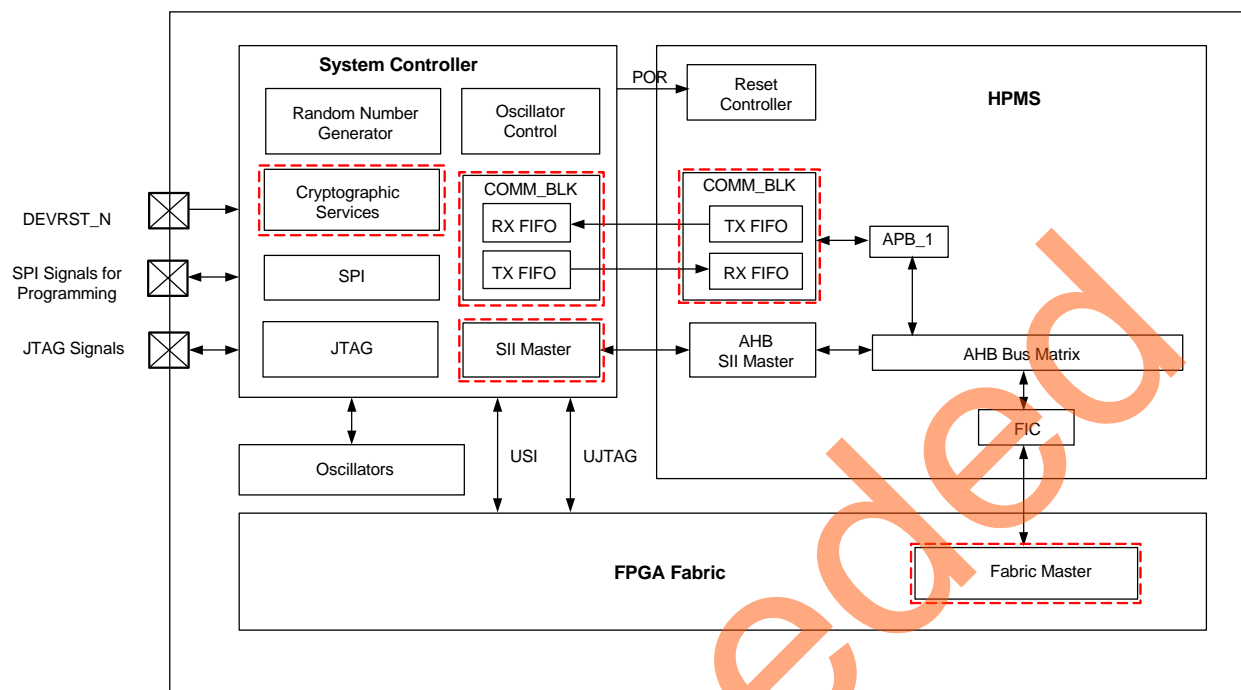 System Controller
Random Number
Generator
Oscillator
Control
Cryptographic
Services
COMM_BLK
RX FIFO
TX FIFO
SPI
JTAG
SII Master
DEVRST_N
SPI Signals for
Programming
JTAG Signals
POR
HPMS
Reset
Controller
COMM_BLK
TX FIFO
RX FIFO
APB_1
AHB
SII Master
AHB Bus Matrix
FIC
Oscillators
USI
UJTAG
FPGA Fabric
Fabric Master
eded